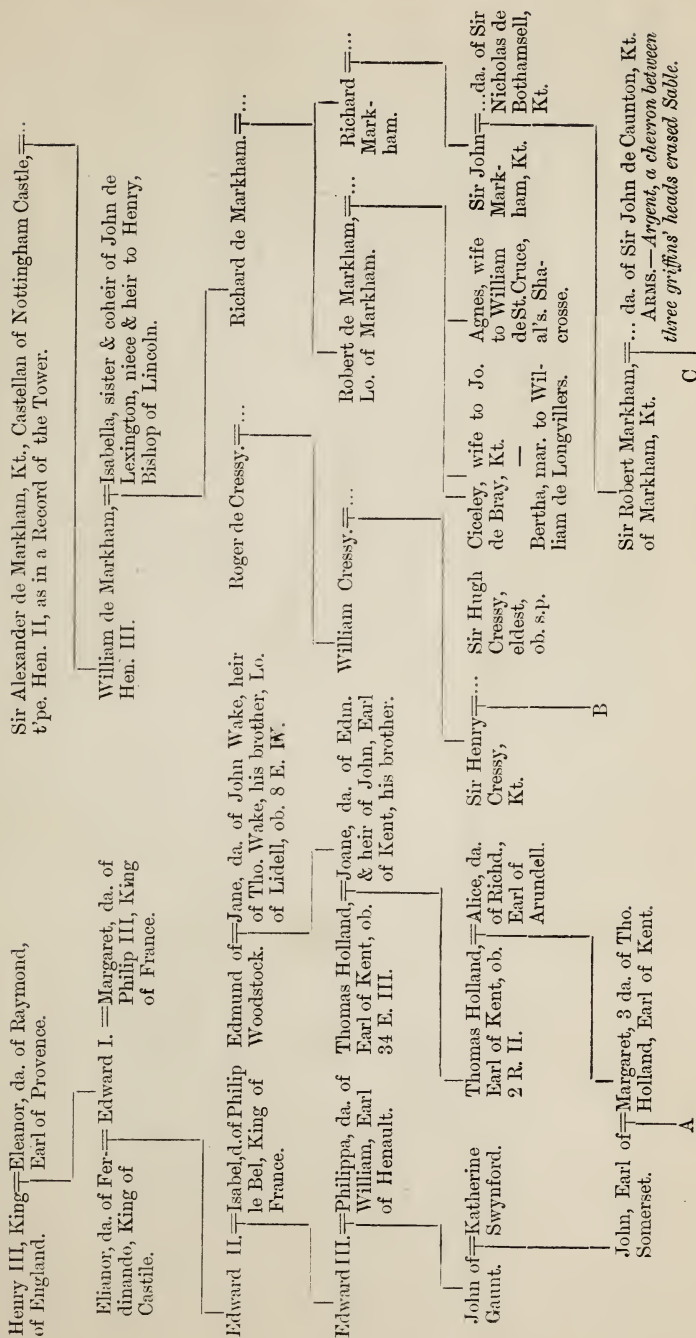 Henry III, King=Eleanor, da. of Raymond,
of England. Earl of Provence.
Sir Alexander de Markham, Kt., Castellan of Nottingham Castle,=...
t'pe. Hen. II, as in a Record of the Tower.
Elianor, da. of Fer-=Edward I.=Margaret, da. of
dinando, King of Philip III, King
Castile. of France.
William de Markham,=Isabella, sister & coheir of John de
Hen. III. Lexington, niece & heir to Henry,
Bishop of Lincoln.
Edward II.=Isabel,d.of Philip
le Bel, King of
France.
Edmund of=Jane, da. of John Wake, heir
Woodstock. of Tho. Wake, his brother, Lo.
of Lidell, ob. 8 E. IV.
Roger de Cressy.=...
Richard de Markham.=...
Edward III.=Philippa, da. of
William, Earl
of Henault.
Thomas Holland,=Joane, da. of Edm.
Earl of Kent, ob. & heir of John, Earl
34 E. III. of Kent, his brother.
William Cressy.=...
Robert de Markham,=...
Lo. of Markham.
Richard=...
Mark-
ham.
John of=Katherine
Gaunt. Swynford.
Thomas Holland,=Alice, da.
Earl of Kent, ob. of Richd.,
2 R. II. Earl of
Arundell.
Sir Henry=...
Cressy,
Kt.
Sir Hugh
Cressy,
eldest,
ob. s.p.
Ciceley, wife to Jo.
de Bray, Kt.
—
Bertha, mar. to Wil-
liam de Longvillers.
Agnes, wife
to William
de St. Cruce,
al's. Sha-
crosse.
Sir John=...da. of Sir
Mark- Nicholas de
ham, Kt. Bothamsell,
Kt.
John, Earl of=Margaret, 3 da. of Tho.
Somerset. Holland, Earl of Kent.
A
B
Sir Robert Markham,=... da. of Sir John de Caunton, Kt.
of Markham, Kt. ARMS.—Argent, a chevron between
three griffins' heads erased Sable.
C